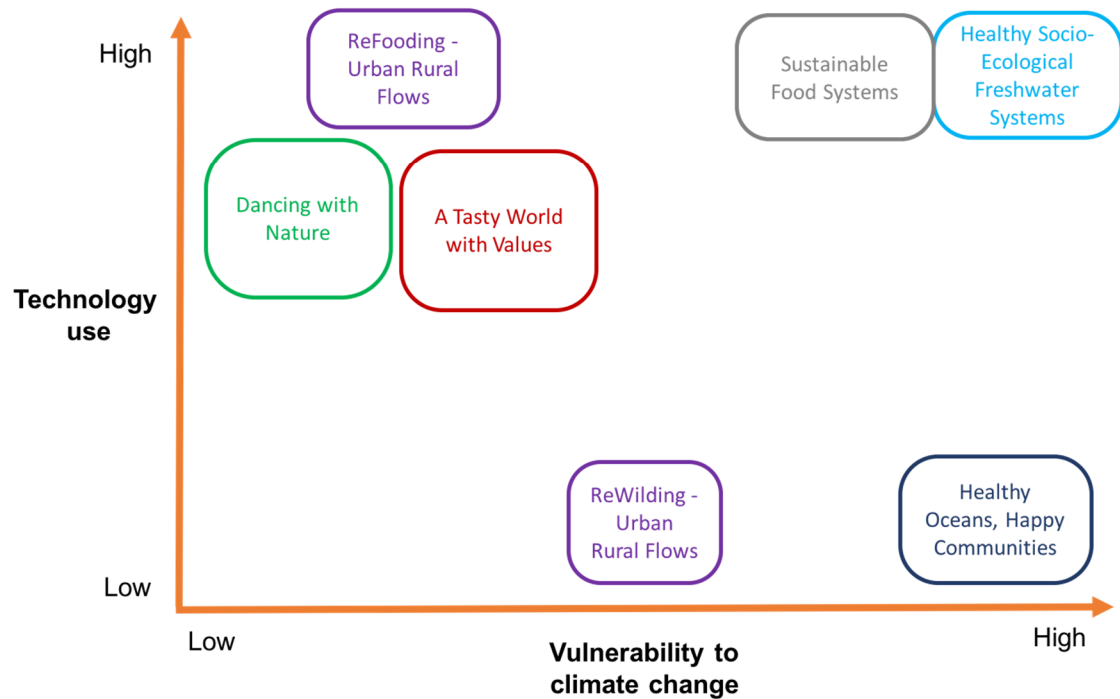 High
ReFooding -
Urban Rural
Flows
Sustainable
Food Systems
Healthy Socio-
Ecological
Freshwater
Systems
Dancing with
Nature
A Tasty World
with Values
Technology
use
ReWilding -
Urban
Rural Flows
Healthy
Oceans, Happy
Communities
Low
Low
Vulnerability to
climate change
High